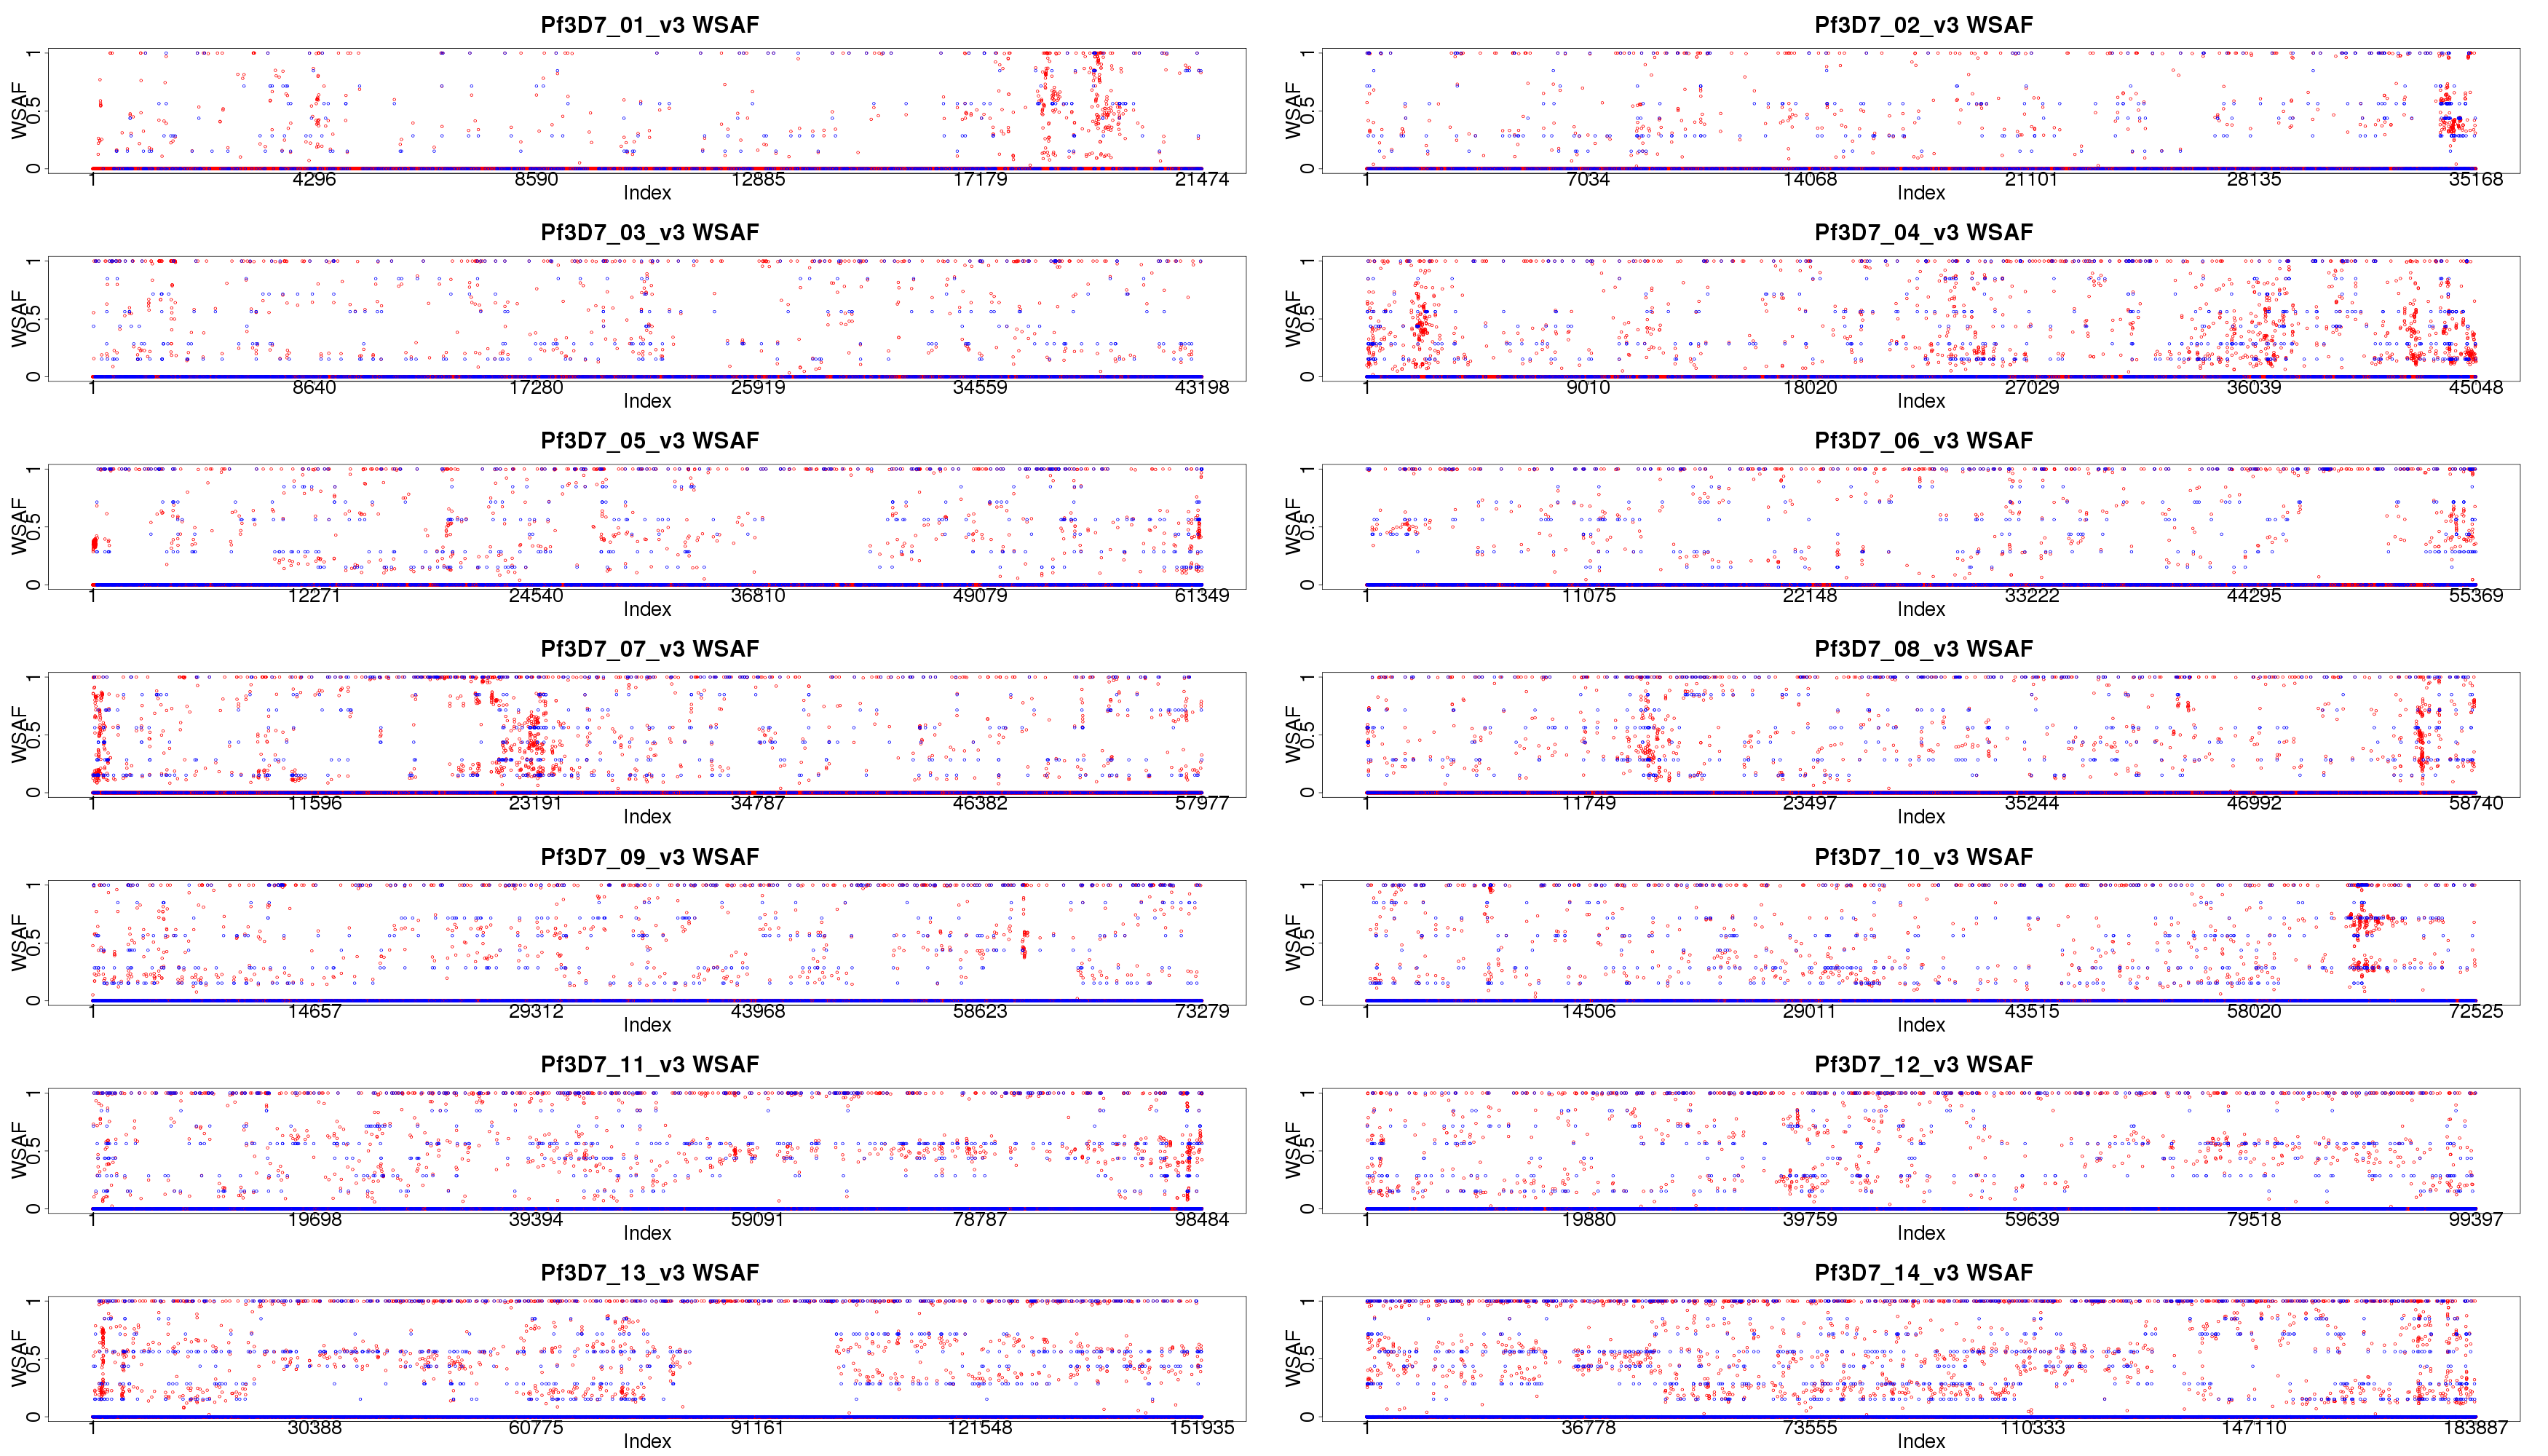 Pf3D7_01_v3 WSAF
WSAF
0 0.5 1
1 4296 8590 12885 17179 21474
Index
Pf3D7_02_v3 WSAF
WSAF
0 0.5 1
1 7034 14068 21101 28135 35168
Index
Pf3D7_03_v3 WSAF
WSAF
0 0.5 1
1 8640 17280 25919 34559 43198
Index
Pf3D7_04_v3 WSAF
WSAF
0 0.5 1
1 9010 18020 27029 36039 45048
Index
Pf3D7_05_v3 WSAF
WSAF
0 0.5 1
1 12271 24540 36810 49079 61349
Index
Pf3D7_06_v3 WSAF
WSAF
0 0.5 1
1 11075 22148 33222 44295 55369
Index
Pf3D7_07_v3 WSAF
WSAF
0 0.5 1
1 11596 23191 34787 46382 57977
Index
Pf3D7_08_v3 WSAF
WSAF
0 0.5 1
1 11749 23497 35244 46992 58740
Index
Pf3D7_09_v3 WSAF
WSAF
0 0.5 1
1 14657 29312 43968 58623 73279
Index
Pf3D7_10_v3 WSAF
WSAF
0 0.5 1
1 14506 29011 43515 58020 72525
Index
Pf3D7_11_v3 WSAF
WSAF
0 0.5 1
1 19698 39394 59091 78787 98484
Index
Pf3D7_12_v3 WSAF
WSAF
0 0.5 1
1 19880 39759 59639 79518 99397
Index
Pf3D7_13_v3 WSAF
WSAF
0 0.5 1
1 30388 60775 91161 121548 151935
Index
Pf3D7_14_v3 WSAF
WSAF
0 0.5 1
1 36778 73555 110333 147110 183887
Index